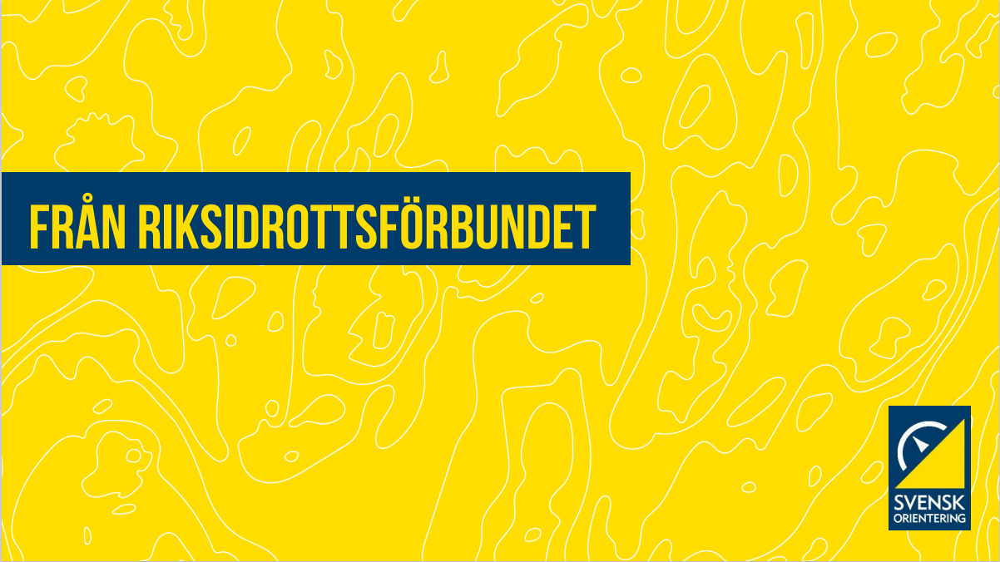 FRÅN RIKSIDROTTSFÖRBUNDET
SVENSK
ORIENTERING